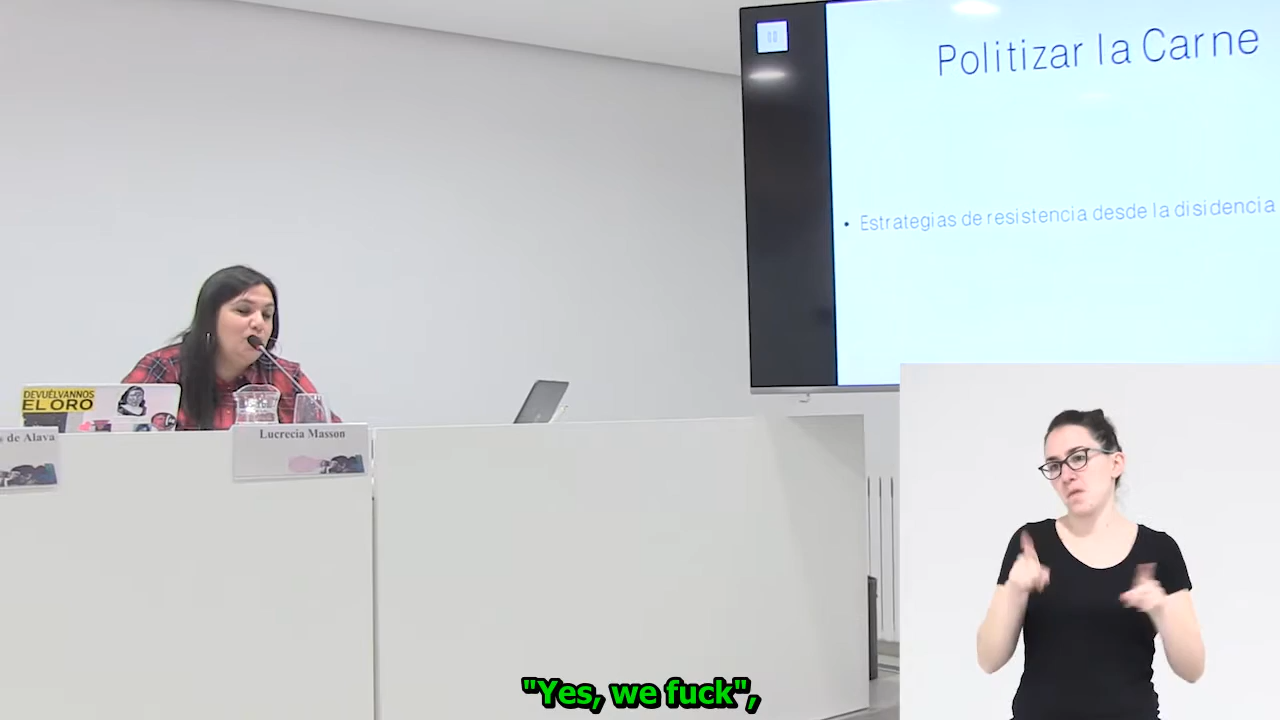 Politizar la Carne
• Estrategias de resistencia desde la disidencia
DEVUÉLVANNOS
EL ORO
de Alava
Lucrecia Masson
"Yes, we fuck",